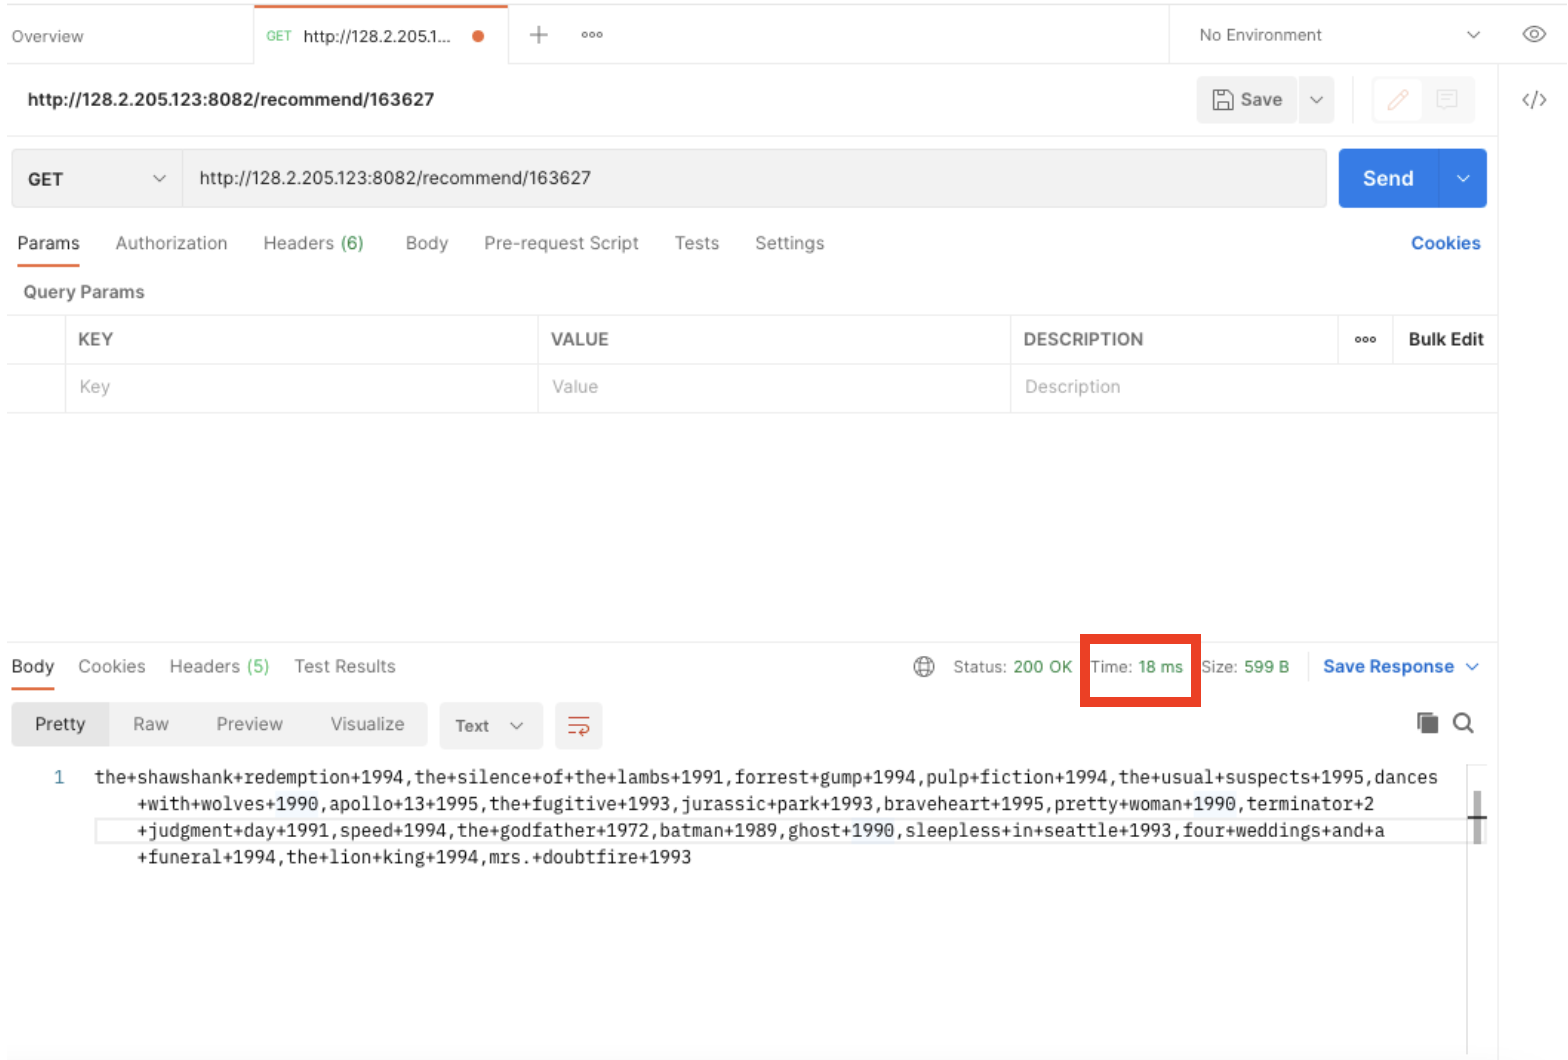 Overview GET http://128.2.205.1... No Environment
http://128.2.205.123:8082/recommend/163627 Save
GET http://128.2.205.123:8082/recommend/163627 Send
Params Authorization Headers (6) Body Pre-request Script Tests Settings Cookies
Query Params
KEY VALUE DESCRIPTION Bulk Edit
Key Value Description
Body Cookies Headers (5) Test Results Status: 200 OK Time: 18 ms Size: 599 B Save Response
Pretty Raw Preview Visualize Text
1 the+shawshank+redemption+1994,the+silence+of+the+lambs+1991,forrest+gump+1994,pulp+fiction+1994,the+usual+suspects+1995,dances
+with+wolves+1990,apollo+13+1995,the+fugitive+1993,jurassic+park+1993,braveheart+1995,pretty+woman+1990,terminator+2
+judgment+day+1991,speed+1994,the+godfather+1972,batman+1989,ghost+1990,sleepless+in+seattle+1993,four+weddings+and+a
+funeral+1994,the+lion+king+1994,mrs.+doubtfire+1993